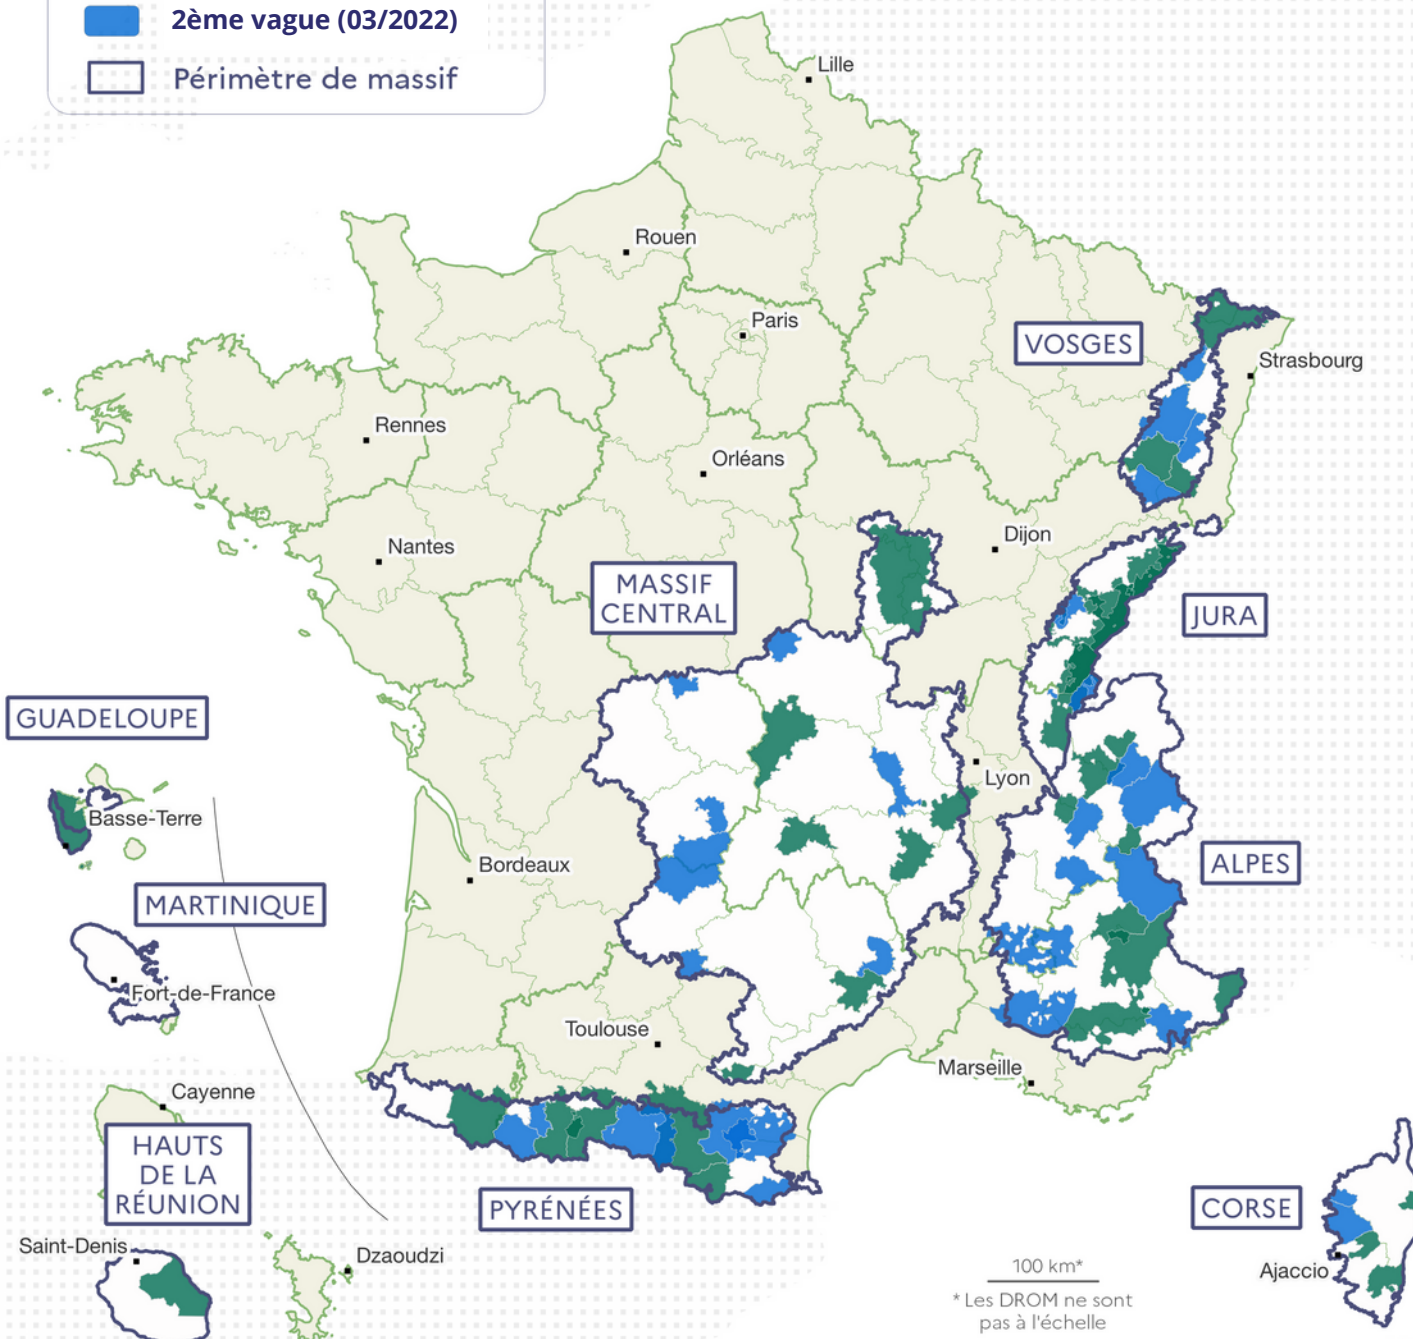 2ème vague (03/2022)
Périmètre de massif
Lille
Rouen
Paris
VOSGES
Strasbourg
Rennes
Orléans
Nantes
Dijon
MASSIF
CENTRAL
JURA
GUADELOUPE
Basse-Terre
Lyon
Bordeaux
ALPES
MARTINIQUE
Fort-de-France
Toulouse
Marseille
Cayenne
HAUTS
DE LA
RÉUNION
PYRÉNÉES
CORSE
Saint-Denis
Dzaoudzi
Ajaccio
100 km*
* Les DROM ne sont
pas à l'échelle